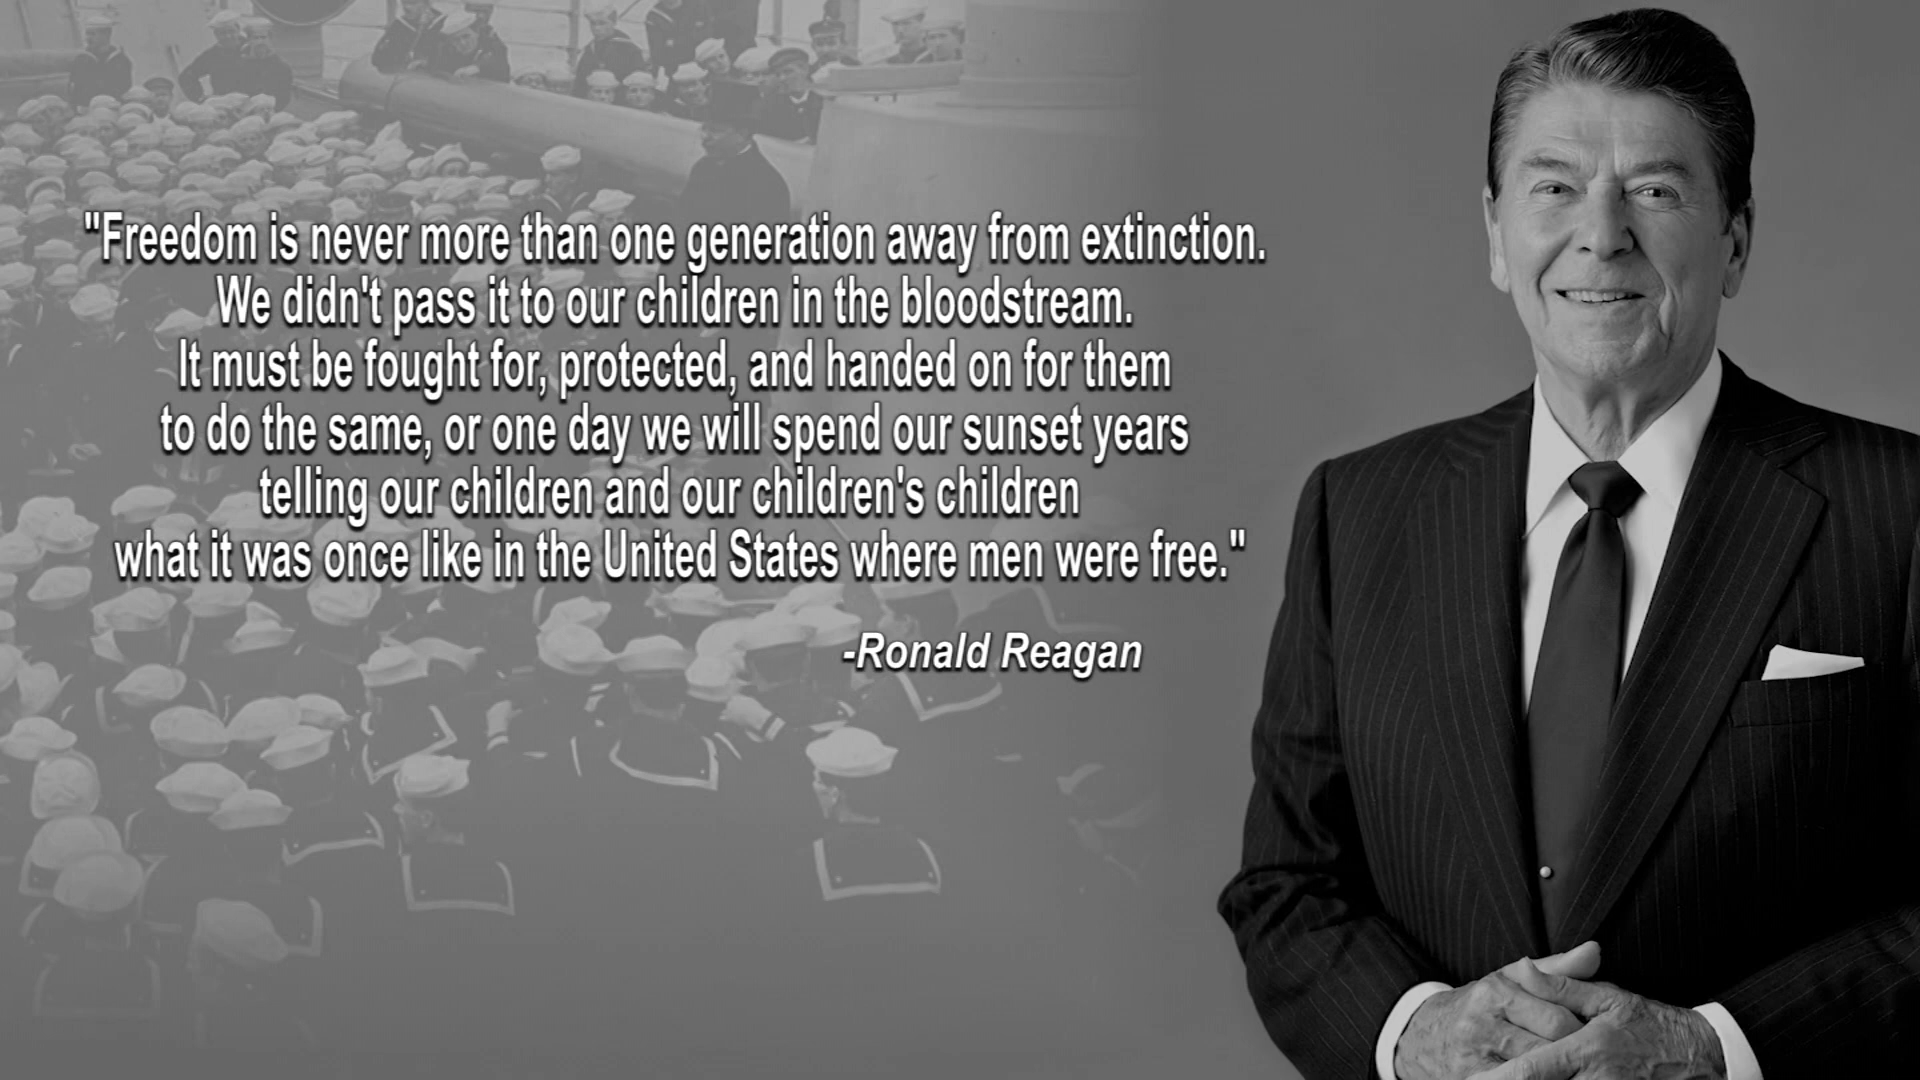 "Freedom is never more than one generation away from extinction.
We didn't pass it to our children in the bloodstream.
It must be fought for, protected, and handed on for them
to do the same, or one day we will spend our sunset years
telling our children and our children's children
what it was once like in the United States where men were free."
-Ronald Reagan